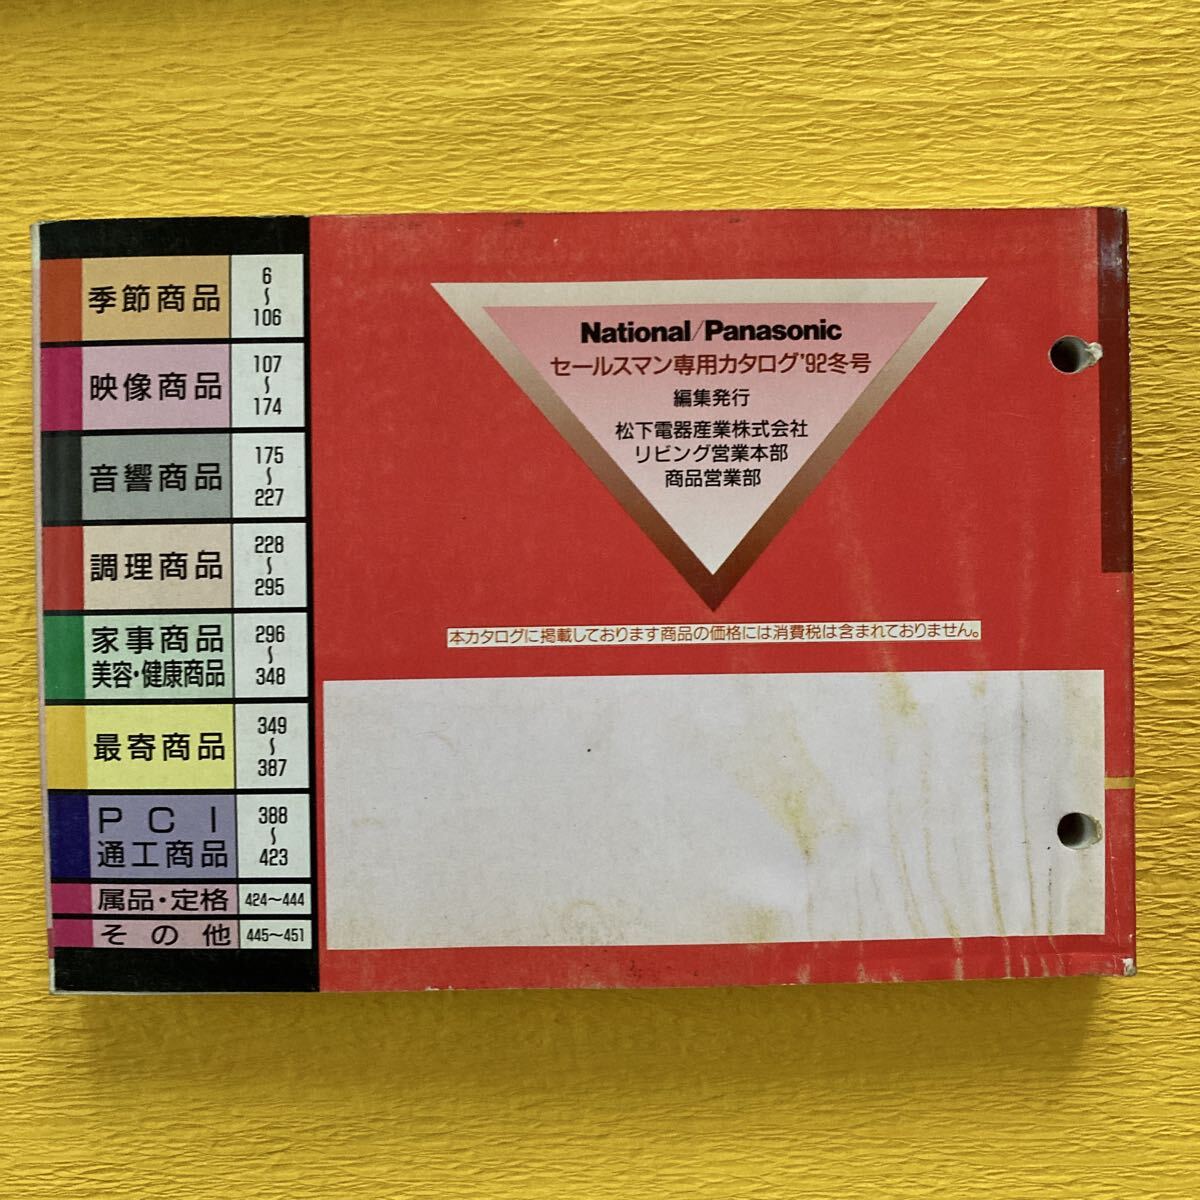 季節商品
6
〜
106
映像商品
107
〜
174
音響商品
175
〜
227
調理商品
228
〜
295
家事商品
美容・健康商品
296
〜
348
最寄商品
349
〜
387
PCI
通工商品
388
〜
423
属品・定格
424〜444
その他
445〜451
National/Panasonic
セールスマン専用カタログ'92冬号
編集発行
松下電器産業株式会社
リビング営業本部
商品営業部
本カタログに掲載しております商品の価格には消費税は含まれておりません。